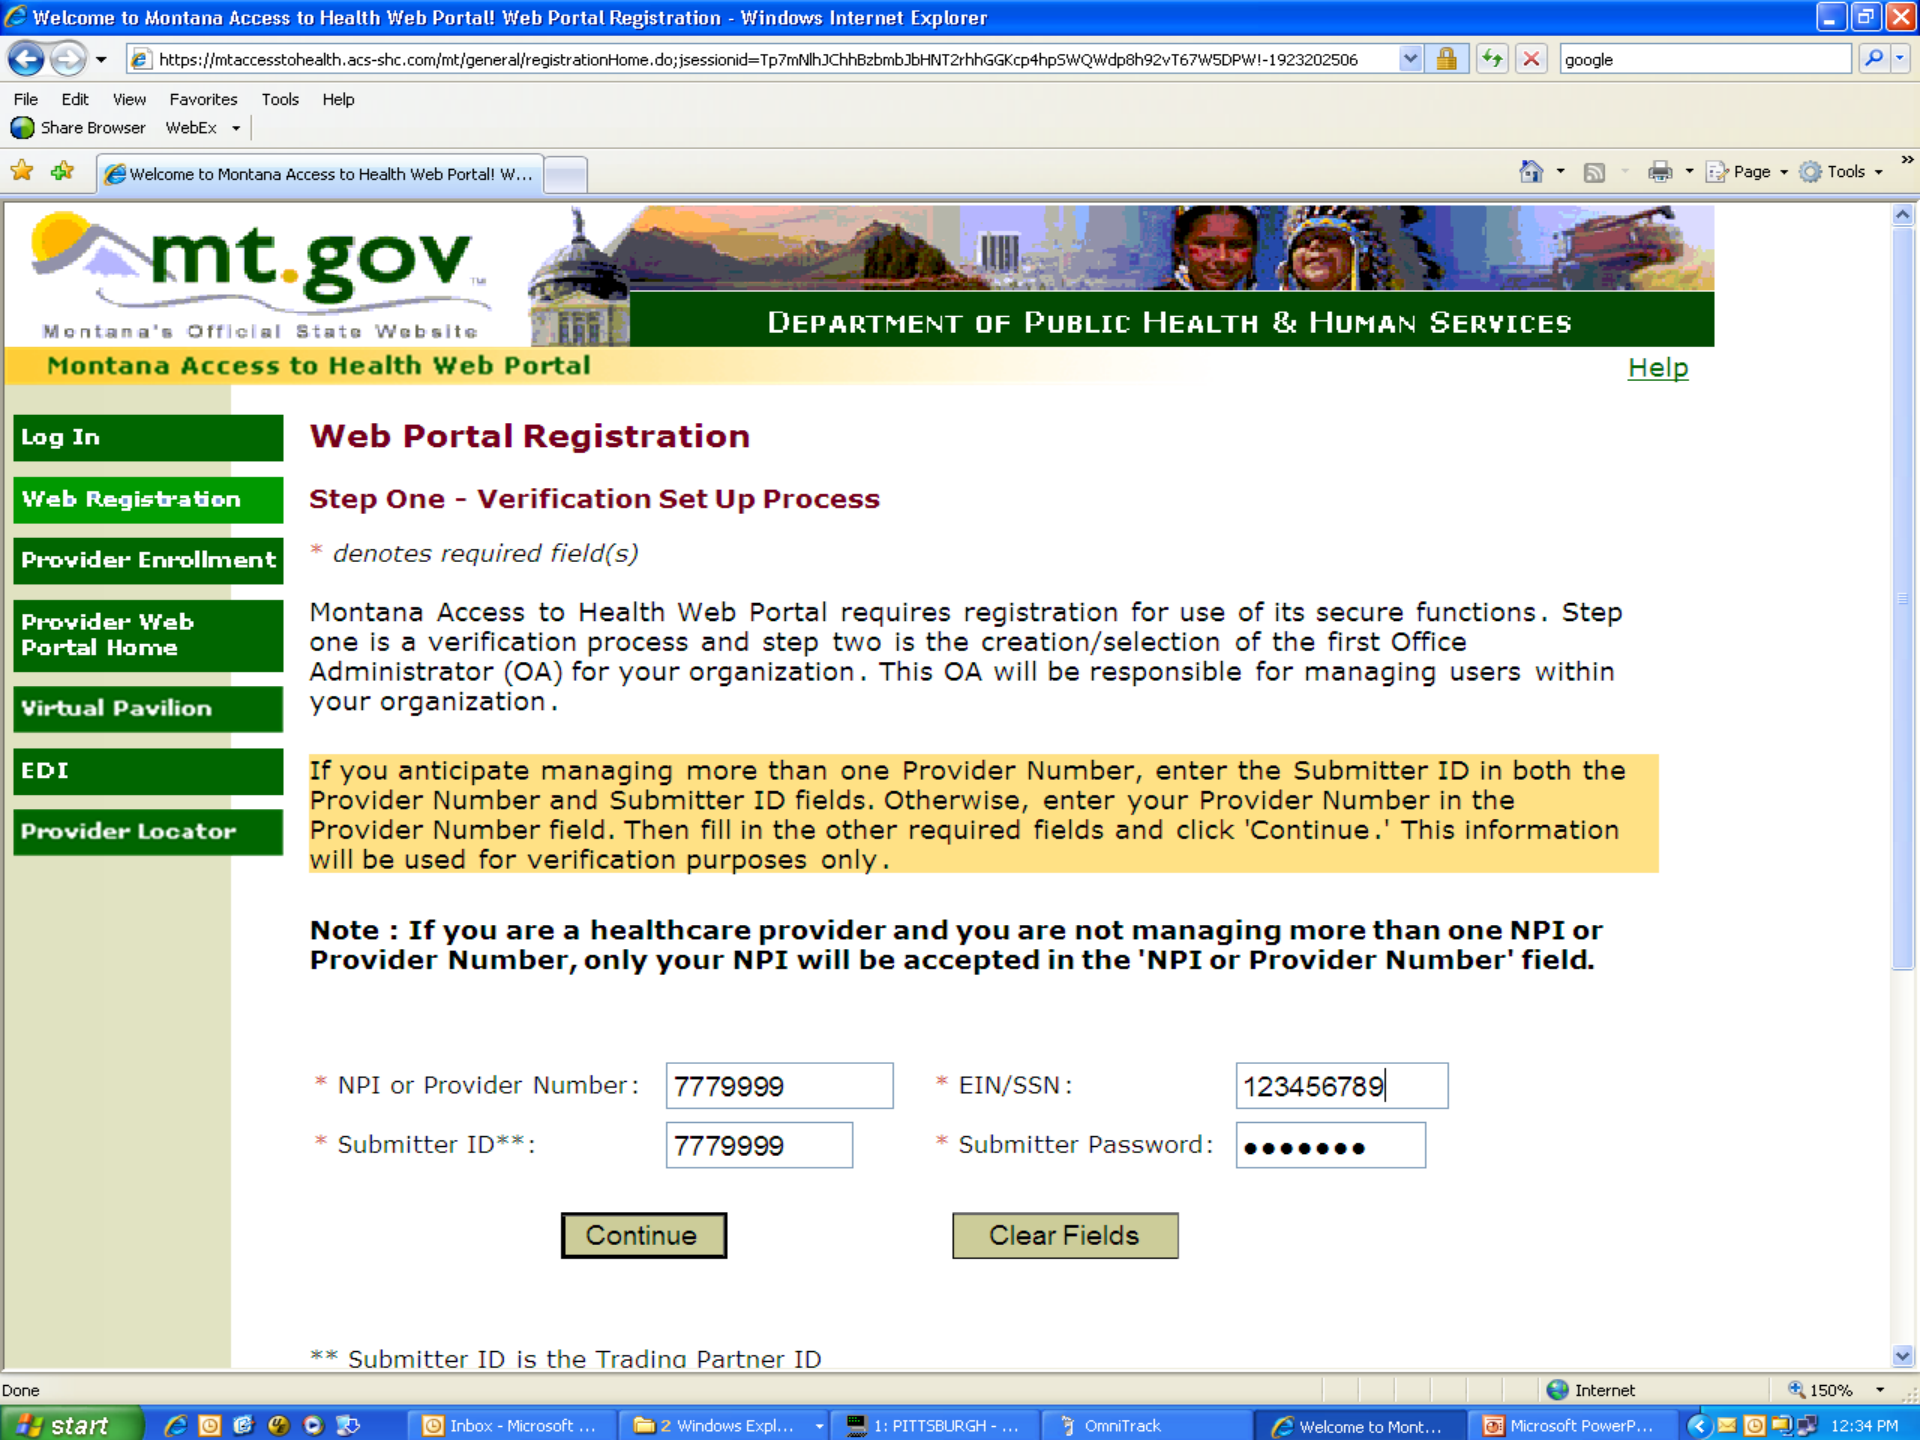 Welcome to Montana Access to Health Web Portal! Web Portal Registration - Windows Internet Explorer
https://mtaccesstohealth.acs-shc.com/mt/general/registrationHome.do;jsessionid=Tp7mNlhJChhBzbmbJbHNT2rhhGGKcp4hpSWQWdp8h92vT67W5DPW!-1923202506
google
File Edit View Favorites Tools Help
Share Browser WebEx
Welcome to Montana Access to Health Web Portal! W...
Page Tools »
mt.gov™
Montana's Official State Website
DEPARTMENT OF PUBLIC HEALTH & HUMAN SERVICES
Montana Access to Health Web Portal
Help
Log In
Web Registration
Provider Enrollment
Provider Web
Portal Home
Virtual Pavilion
EDI
Provider Locator
Web Portal Registration
Step One - Verification Set Up Process
* denotes required field(s)
Montana Access to Health Web Portal requires registration for use of its secure functions. Step
one is a verification process and step two is the creation/selection of the first Office
Administrator (OA) for your organization. This OA will be responsible for managing users within
your organization.
If you anticipate managing more than one Provider Number, enter the Submitter ID in both the
Provider Number and Submitter ID fields. Otherwise, enter your Provider Number in the
Provider Number field. Then fill in the other required fields and click 'Continue.' This information
will be used for verification purposes only.
Note : If you are a healthcare provider and you are not managing more than one NPI or
Provider Number, only your NPI will be accepted in the 'NPI or Provider Number' field.
* NPI or Provider Number: 7779999 * EIN/SSN: 123456789
* Submitter ID**: 7779999 * Submitter Password: •••••••
Continue Clear Fields
** Submitter ID is the Trading Partner ID
Done Internet 150%
start Inbox - Microsoft ... 2 Windows Expl... 1: PITTSBURGH - ... OmniTrack Welcome to Mont... Microsoft PowerP... 12:34 PM